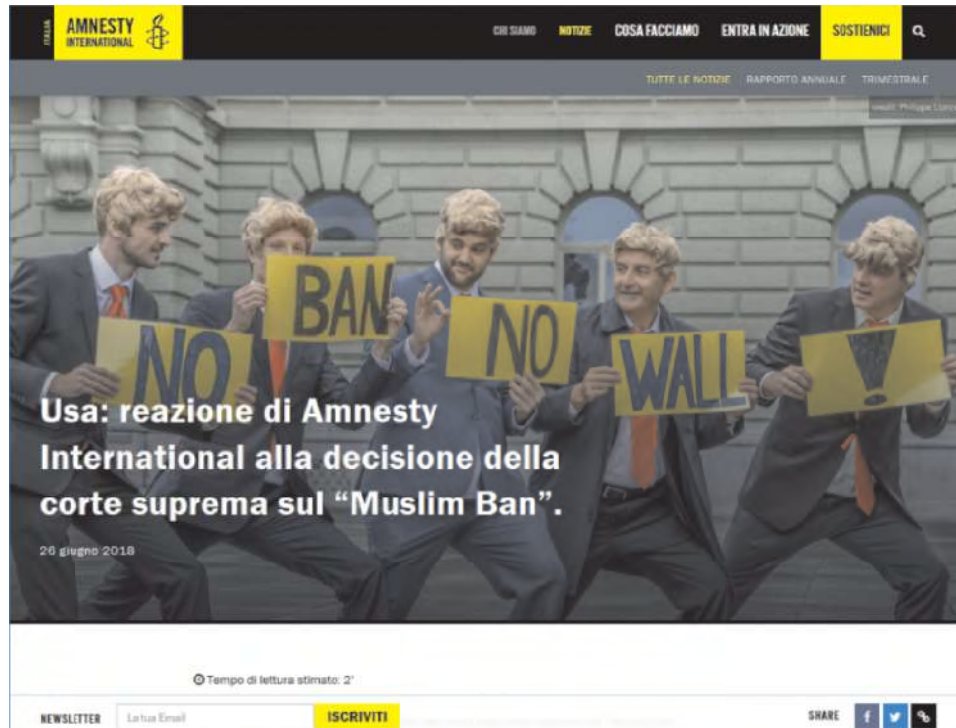 ITALIA
AMNESTY
INTERNATIONAL
CHI SIAMO NOTIZIE COSA FACCIAMO ENTRA IN AZIONE SOSTIENICI
TUTTE LE NOTIZIE RAPPORTO ANNUALE TRIMESTRALE
credit: Philippe
NO BAN NO WALL !
Usa: reazione di Amnesty
International alla decisione della
corte suprema sul “Muslim Ban”.
26 giugno 2018
Tempo di lettura stimato: 2'
NEWSLETTER La tua Email ISCRIVITI SHARE